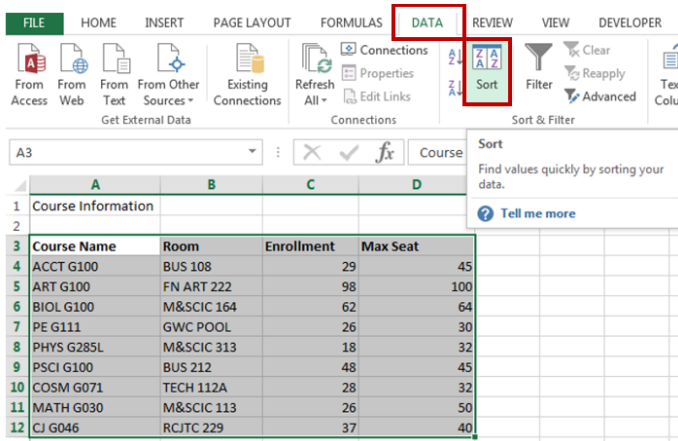 FILE HOME INSERT PAGE LAYOUT FORMULAS DATA REVIEW VIEW DEVELOPER
From Access
From Web
From Text
From Other Sources
Existing Connections
Get External Data
Refresh All
Connections
Properties
Edit Links
Connections
A
Z
Z
A
Z A
A Z
Sort
Filter
Clear
Reapply
Advanced
Sort & Filter
A3 fx Course
Sort
Find values quickly by sorting your
data.
? Tell me more
A B C D
1 Course Information
2
3 Course Name Room Enrollment Max Seat
4 ACCT G100 BUS 108 29 45
5 ART G100 FN ART 222 98 100
6 BIOL G100 M&SCIC 164 62 64
7 PE G111 GWC POOL 26 30
8 PHYS G285L M&SCIC 313 18 32
9 PSCI G100 BUS 212 48 45
10 COSM G071 TECH 112A 28 32
11 MATH G030 M&SCIC 113 26 50
12 CJ G046 RCJTC 229 37 40